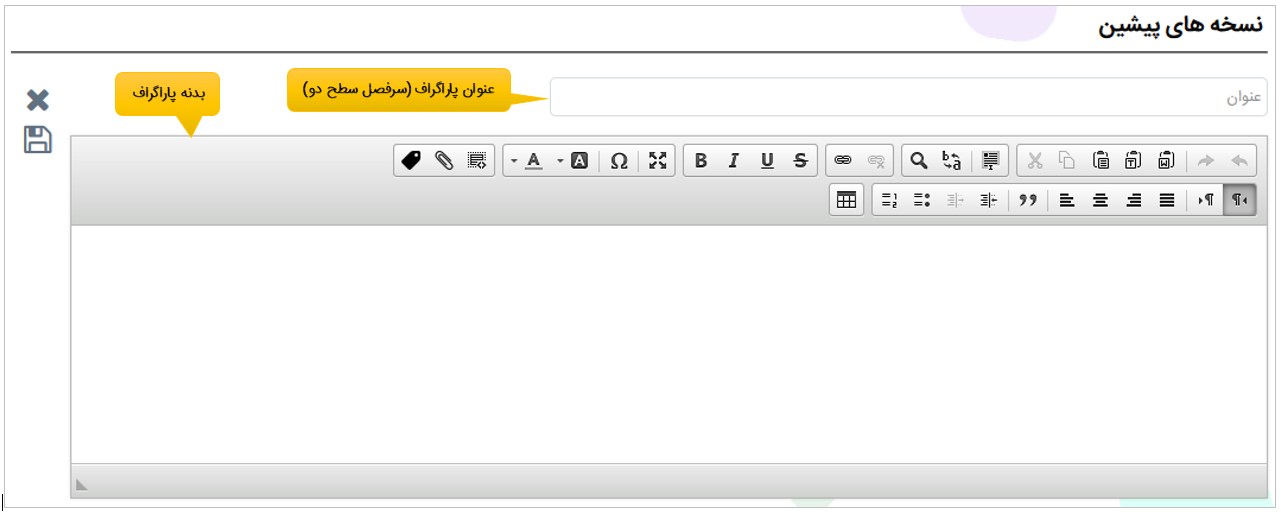 نسخه های پیشین
عنوان
عنوان پاراگراف (سرفصل سطح دو)
بدنه پاراگراف